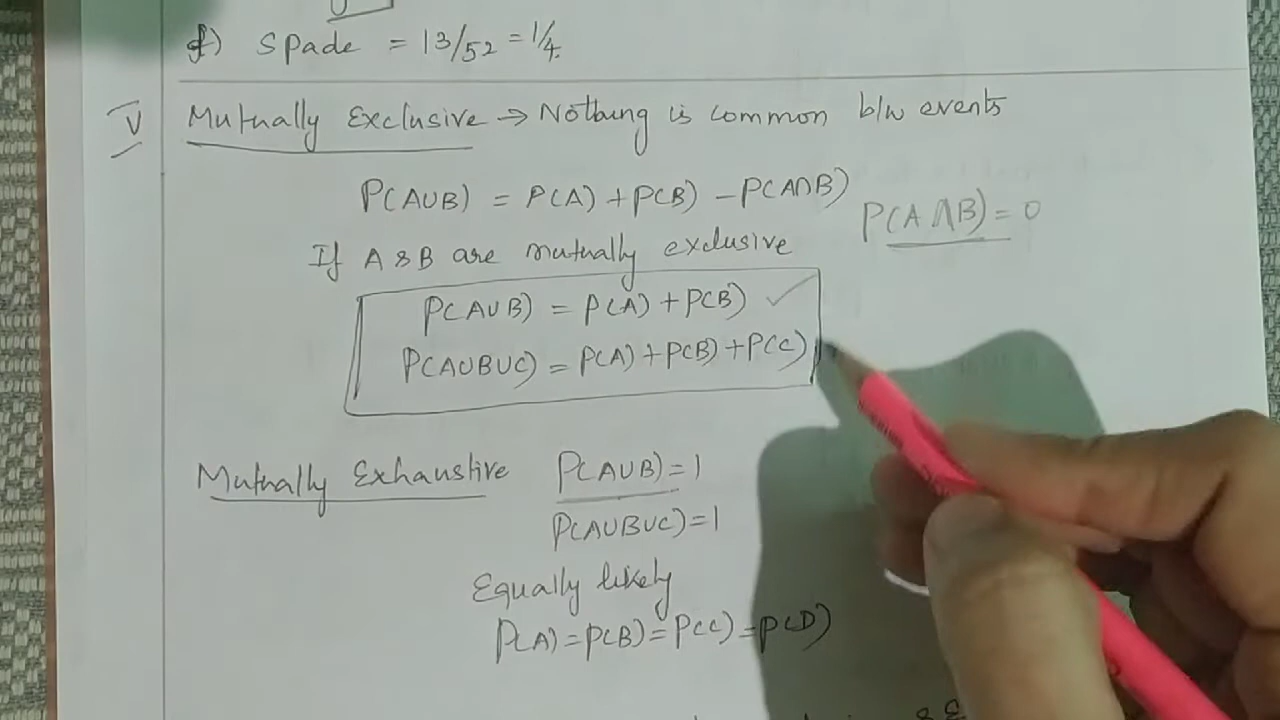 f) Spade = 13/52 = 1/4.
V Mutually Exclusive → Nothing is common b/w events
P(A∪B) = P(A) + P(B) - P(A∩B)
P(A∩B) = 0
If A & B are mutually exclusive
P(A∪B) = P(A) + P(B) ✓
P(A∪B∪C) = P(A) + P(B) + P(C)
Mutually Exhaustive P(A∪B) = 1
P(A∪B∪C) = 1
Equally likely
P(A) = P(B) = P(C) = P(D)